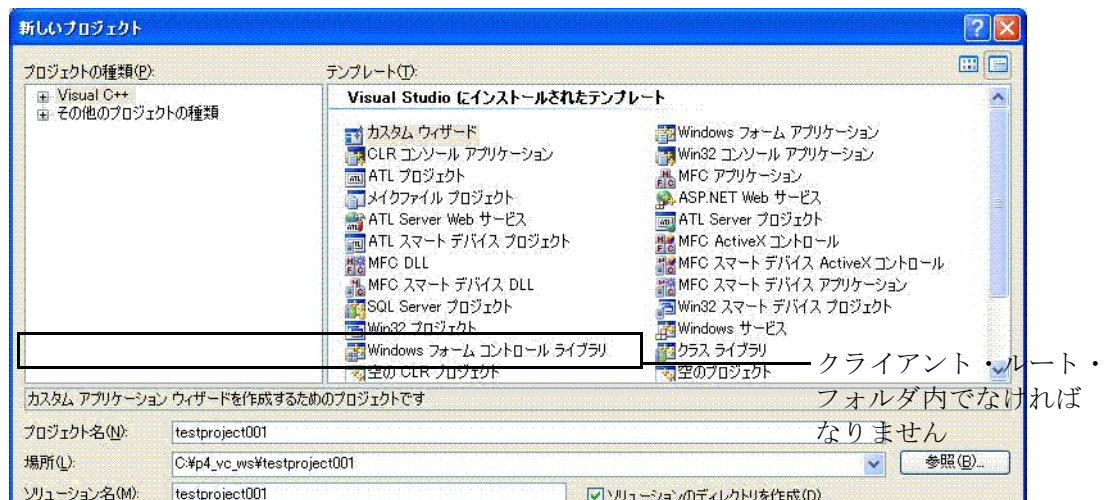 新しいプロジェクト
プロジェクトの種類(P):
テンプレート(T):
Visual C++
その他のプロジェクトの種類
Visual Studio にインストールされたテンプレート
カスタム ウィザード
Windows フォーム アプリケーション
CLR コンソール アプリケーション
Win32 コンソール アプリケーション
ATL プロジェクト
MFC アプリケーション
メイクファイル プロジェクト
ASP.NET Web サービス
ATL Server Web サービス
ATL Server プロジェクト
ATL スマート デバイス プロジェクト
MFC ActiveX コントロール
MFC DLL
MFC スマート デバイス ActiveX コントロール
MFC スマート デバイス DLL
MFC スマート デバイス アプリケーション
SQL Server プロジェクト
Win32 スマート デバイス プロジェクト
Win32 プロジェクト
Windows サービス
Windows フォーム コントロール ライブラリ
クラス ライブラリ
空の CLR プロジェクト
空のプロジェクト
クライアント・ルート・
フォルダ内でなければ
なりません
カスタム アプリケーション ウィザードを作成するためのプロジェクトです
プロジェクト名(N):
testproject001
場所(L):
C:¥p4_vc_ws¥testproject001
参照(B)...
ソリューション名(M):
testproject001
ソリューションのディレクトリを作成(D)